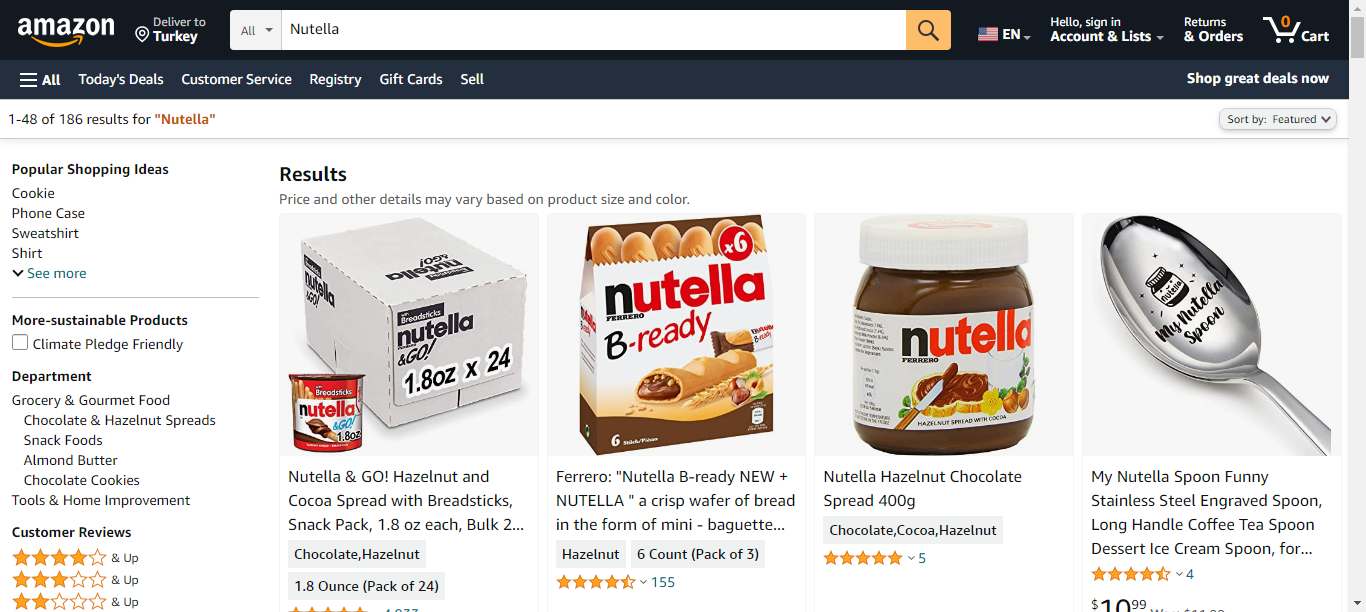 amazon
Deliver to
Turkey
All
Nutella
EN
Hello, sign in
Account & Lists
Returns
& Orders
0
Cart
All
Today's Deals
Customer Service
Registry
Gift Cards
Sell
Shop great deals now
1-48 of 186 results for "Nutella"
Sort by: Featured
Popular Shopping Ideas
Cookie
Phone Case
Sweatshirt
Shirt
See more
More-sustainable Products
Climate Pledge Friendly
Department
Grocery & Gourmet Food
Chocolate & Hazelnut Spreads
Snack Foods
Almond Butter
Chocolate Cookies
Tools & Home Improvement
Customer Reviews
& Up
& Up
& Up
Results
Price and other details may vary based on product size and color.
nutella
&GO!
nutella
&GO!
with
Breadsticks
nutella
&GO!
1.8oz x 24
with
Breadsticks
nutella
&GO!
1.8oz
Nutella & GO! Hazelnut and
Cocoa Spread with Breadsticks,
Snack Pack, 1.8 oz each, Bulk 2...
Chocolate,Hazelnut
1.8 Ounce (Pack of 24)
x6
nutella
FERRERO
B-ready
6 Stück/Pièces
Ferrero: "Nutella B-ready NEW +
NUTELLA " a crisp wafer of bread
in the form of mini - baguette...
Hazelnut
6 Count (Pack of 3)
155
nutella
FERRERO
HAZELNUT SPREAD WITH COCOA
Nutella Hazelnut Chocolate
Spread 400g
Chocolate,Cocoa,Hazelnut
5
nutella
My Nutella
Spoon
My Nutella Spoon Funny
Stainless Steel Engraved Spoon,
Long Handle Coffee Tea Spoon
Dessert Ice Cream Spoon, for...
4
$10.99